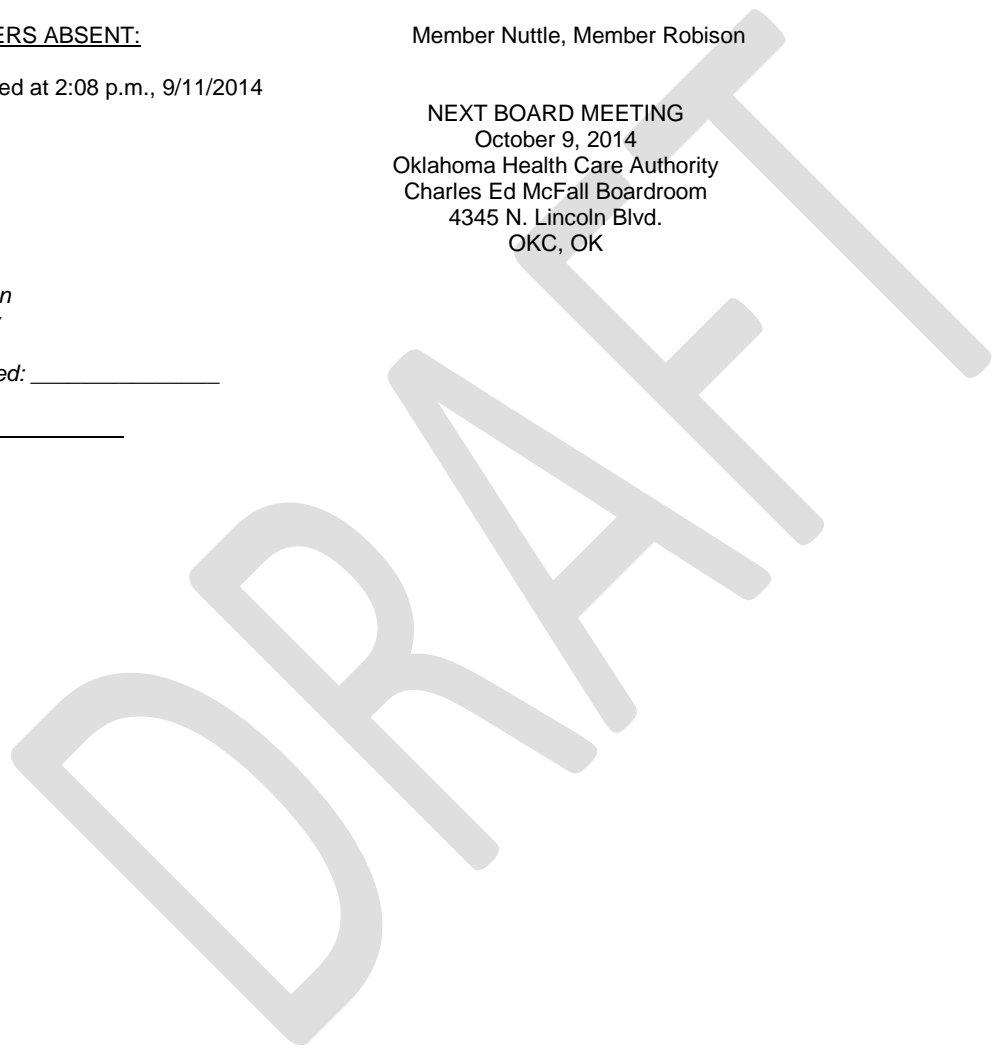 ERS ABSENT: Member Nuttle, Member Robison
ed at 2:08 p.m., 9/11/2014
NEXT BOARD MEETING
October 9, 2014
Oklahoma Health Care Authority
Charles Ed McFall Boardroom
4345 N. Lincoln Blvd.
OKC, OK
n
ed: _______________
DRAFT